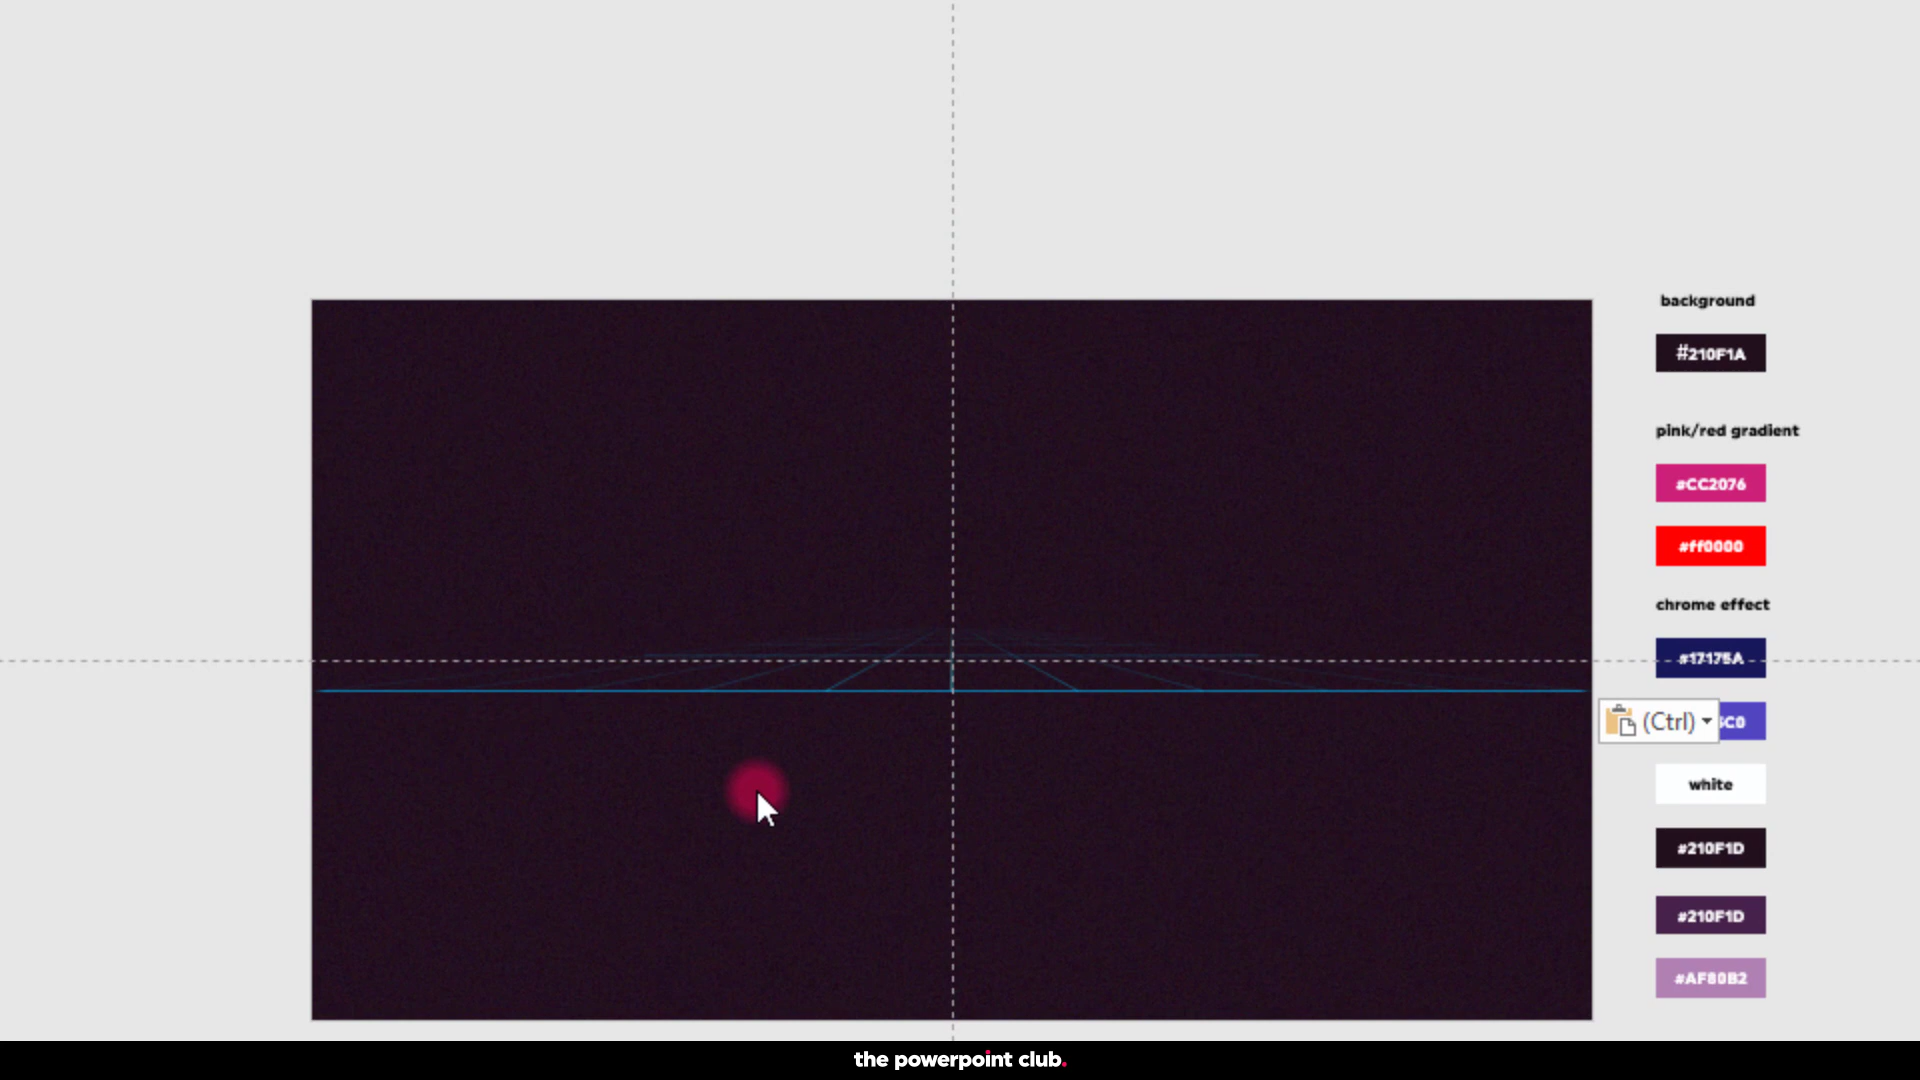 background
#210F1A
pink/red gradient
#CC2076
#ff0000
chrome effect
#17175A
(Ctrl)
white
#210F1D
#210F1D
#AF80B2
the powerpoint club.